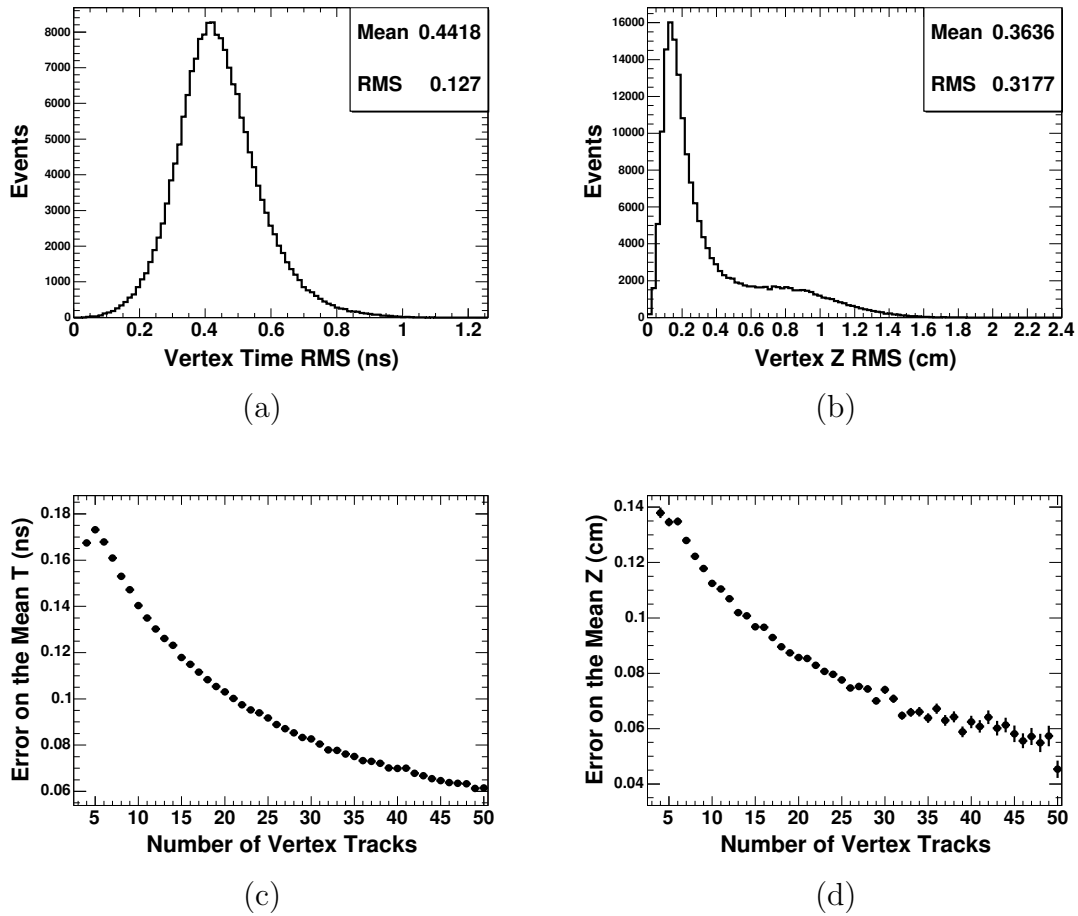 Mean 0.4418
RMS 0.127
8000
7000
6000
5000
4000
3000
2000
1000
0
Events
0 0.2 0.4 0.6 0.8 1 1.2
Vertex Time RMS (ns)
(a)
Mean 0.3636
RMS 0.3177
16000
14000
12000
10000
8000
6000
4000
2000
0
Events
0 0.2 0.4 0.6 0.8 1 1.2 1.4 1.6 1.8 2 2.2 2.4
Vertex Z RMS (cm)
(b)
0.18
0.16
0.14
0.12
0.1
0.08
0.06
Error on the Mean T (ns)
5 10 15 20 25 30 35 40 45 50
Number of Vertex Tracks
(c)
0.14
0.12
0.1
0.08
0.06
0.04
Error on the Mean Z (cm)
5 10 15 20 25 30 35 40 45 50
Number of Vertex Tracks
(d)